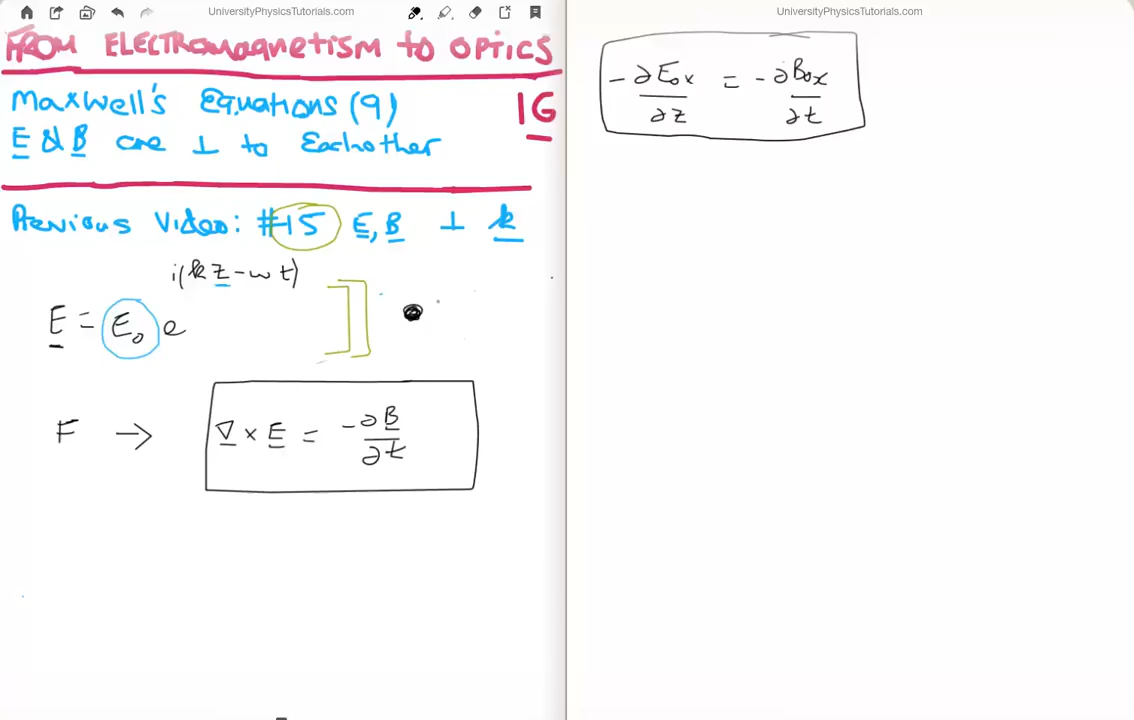 UniversityPhysicsTutorials.com
FROM ELECTROMAGNETISM to OPTICS
Maxwell's Equations (9) 16
E & B are ⊥ to Eachother
Previous Video: #15 E, B ⊥ k
i(kz-wt)
E = E₀ e
F → ∇ × E = -∂B/∂t
UniversityPhysicsTutorials.com
-∂E₀x/∂z = -∂B₀x/∂t